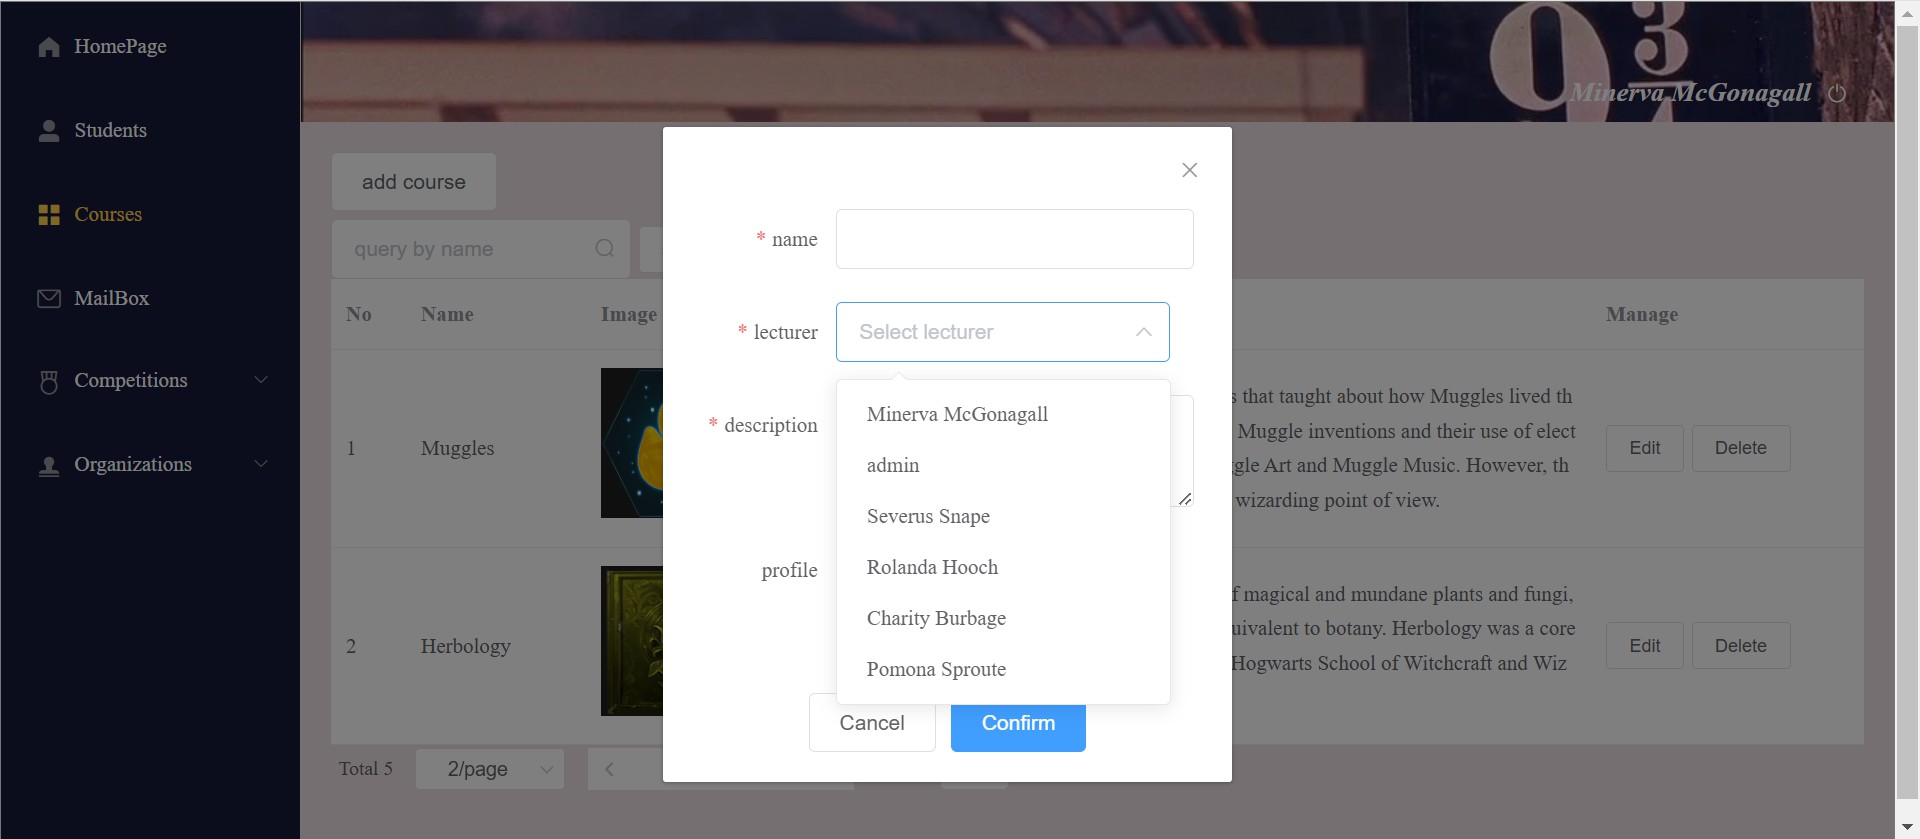 HomePage
Students
Courses
MailBox
Competitions
Organizations
0 3/4
Minerva McGonagall
add course
query by name
No Name Image Manage
1 Muggles
s that taught about how Muggles lived th
Muggle inventions and their use of elect
gle Art and Muggle Music. However, th
wizarding point of view.
Edit Delete
2 Herbology
f magical and mundane plants and fungi,
uivalent to botany. Herbology was a core
Hogwarts School of Witchcraft and Wiz
Edit Delete
Total 5 2/page
* name
* lecturer Select lecturer
* description
profile
Minerva McGonagall
admin
Severus Snape
Rolanda Hooch
Charity Burbage
Pomona Sproute
Cancel Confirm